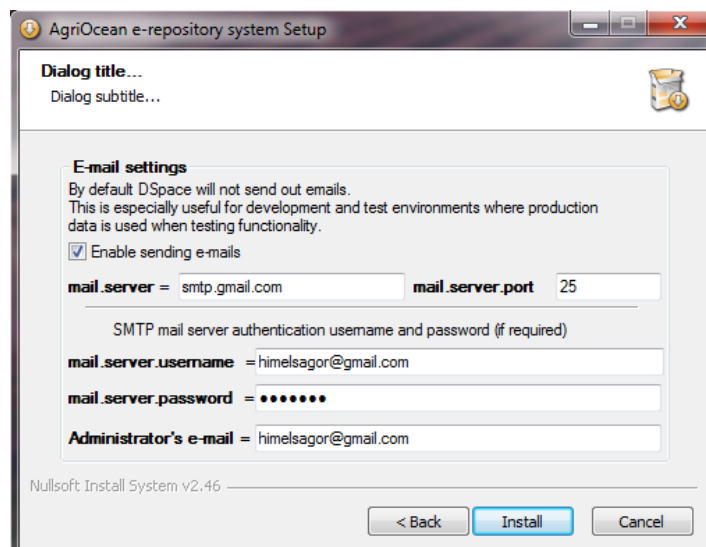 AgriOcean e-repository system Setup
Dialog title...
Dialog subtitle...
E-mail settings
By default DSpace will not send out emails.
This is especially useful for development and test environments where production
data is used when testing functionality.
Enable sending e-mails
mail.server = smtp.gmail.com mail.server.port 25
SMTP mail server authentication username and password (if required)
mail.server.username = himelsagor@gmail.com
mail.server.password = •••••••
Administrator's e-mail = himelsagor@gmail.com
Nullsoft Install System v2.46
< Back Install Cancel